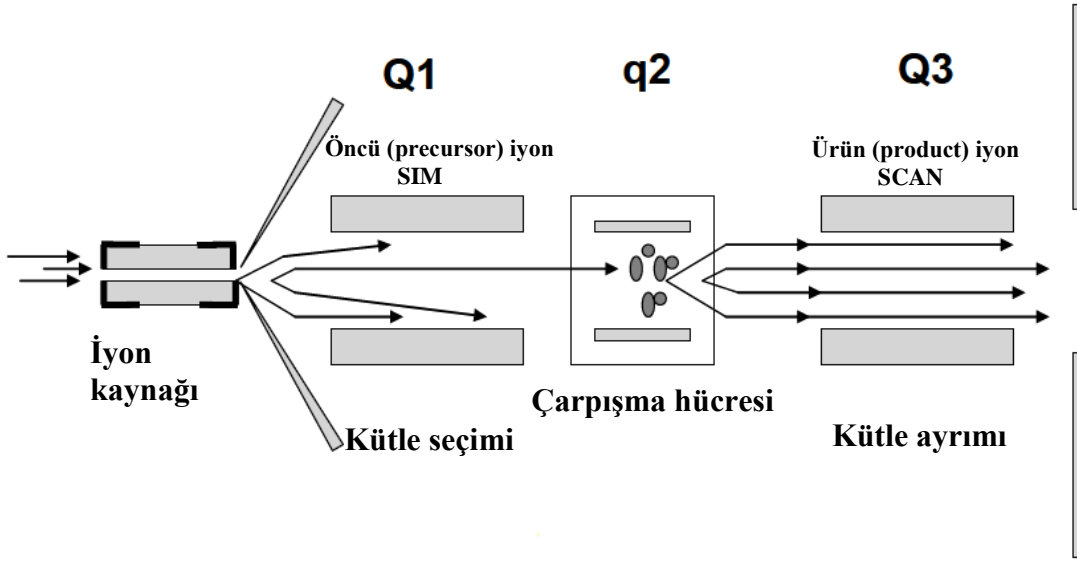 Q1
q2
Q3
Öncü (precursor) iyon
SIM
Ürün (product) iyon
SCAN
İyon
kaynağı
Çarpışma hücresi
Kütle seçimi
Kütle ayrımı